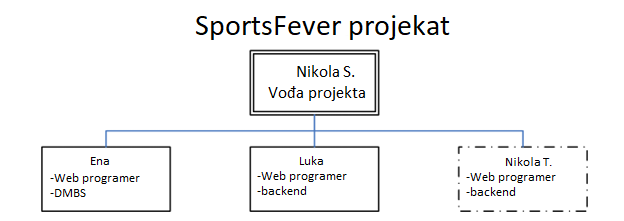 SportsFever projekat
Nikola S.
Vođa projekta
Ena
-Web programer
-DMBS
Luka
-Web programer
-backend
Nikola T.
-Web programer
-backend